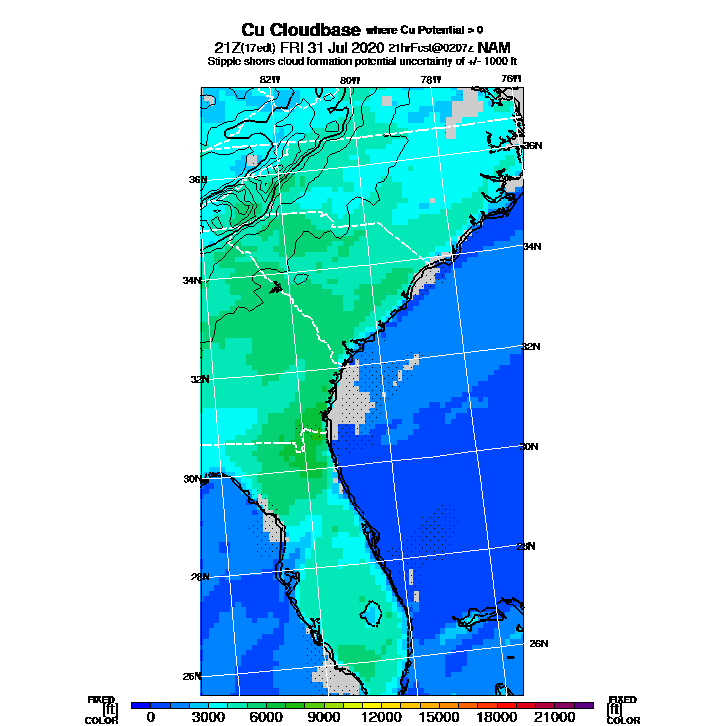 Cu Cloudbase where Cu Potential > 0
21Z(17edt) FRI 31 Jul 2020 21hrFcst@0207z NAM
Stipple shows cloud formation potential uncertainty of +/- 1000 ft
82W 80W 78W 76W
36N
36N
34N
34N
32N
32N
30N
30N
28N
28N
26N
26N
FIXED FIXED
[ft] 0 3000 6000 9000 12000 15000 18000 21000 [ft]
COLOR COLOR